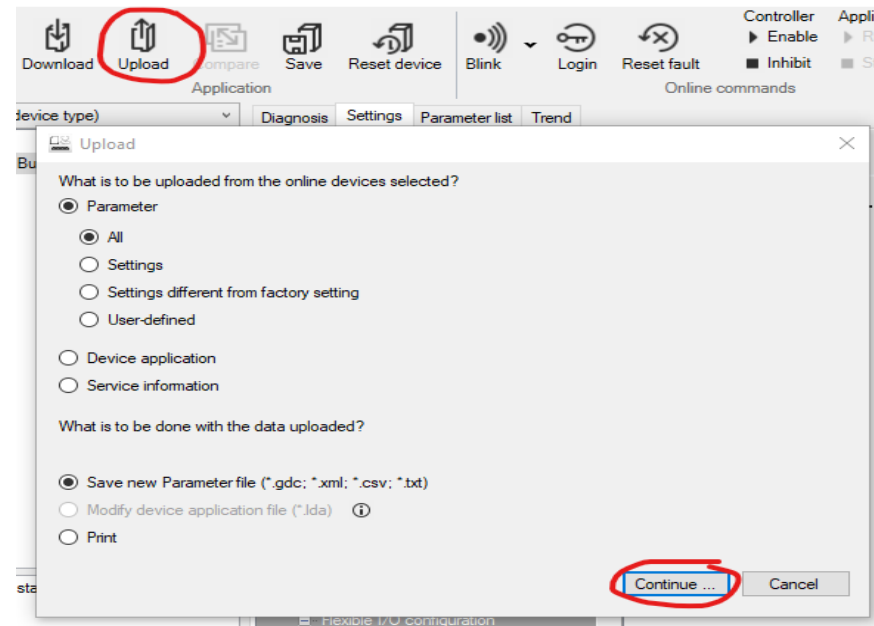 Controller Appli
Download Upload Compare Save Reset device Blink Login Reset fault Enable R
Inhibit S
Application Online commands
device type) Diagnosis Settings Parameter list Trend
Bu
Upload
What is to be uploaded from the online devices selected?
Parameter
All
Settings
Settings different from factory setting
User-defined
Device application
Service information
What is to be done with the data uploaded?
Save new Parameter file (*.gdc; *.xml; *.csv; *.txt)
Modify device application file (*.lda)
Print
Continue ... Cancel
sta
Flexible I/O configuration